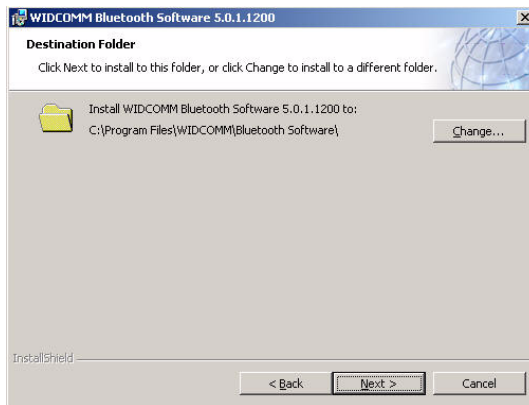 WIDCOMM Bluetooth Software 5.0.1.1200
Destination Folder
Click Next to install to this folder, or click Change to install to a different folder.
Install WIDCOMM Bluetooth Software 5.0.1.1200 to:
C:\Program Files\WIDCOMM\Bluetooth Software\
Change...
InstallShield
< Back
Next >
Cancel